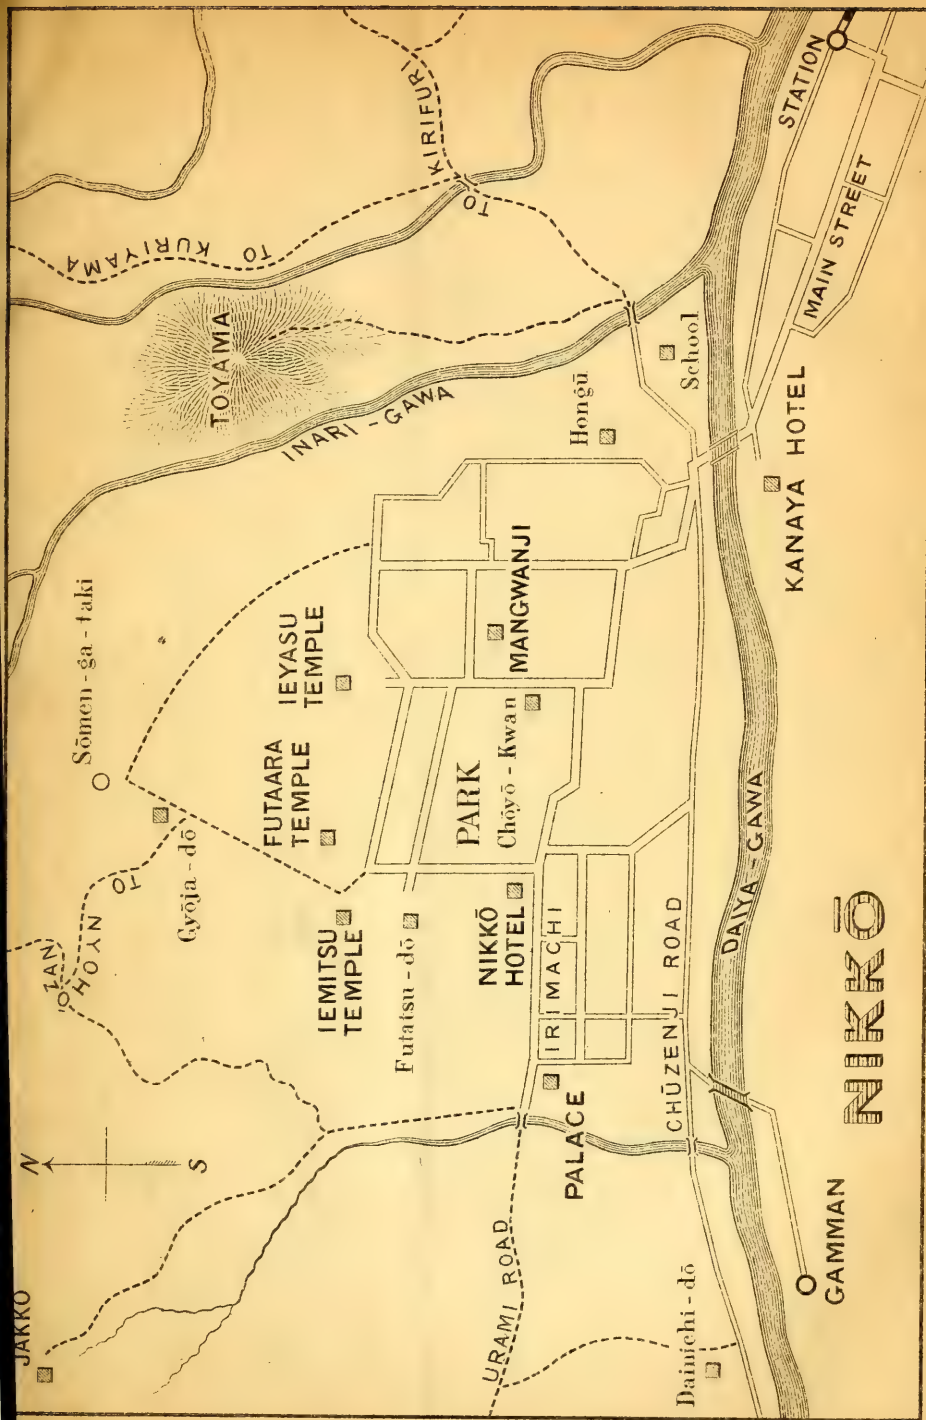 JAKKO
N
S
TO NYOHO-ZAN
Sōmen-ga-taki
Gyōja-dō
TOYAMA
TO KURIYAMA
TO KIRIFURI
INARI-GAWA
IEMITSU
TEMPLE
FUTAARA
TEMPLE
IEYASU
TEMPLE
Futatsu-dō
PARK
Chōyō-Kwan
MANGWANJI
Hongū
School
STATION
URAMI ROAD
NIKKŌ
HOTEL
IRIMACHI
PALACE
CHŪZENJI ROAD
DAIYA-GAWA
Dainichi-dō
GAMMAN
KANAYA HOTEL
MAIN STREET
NIKKŌ